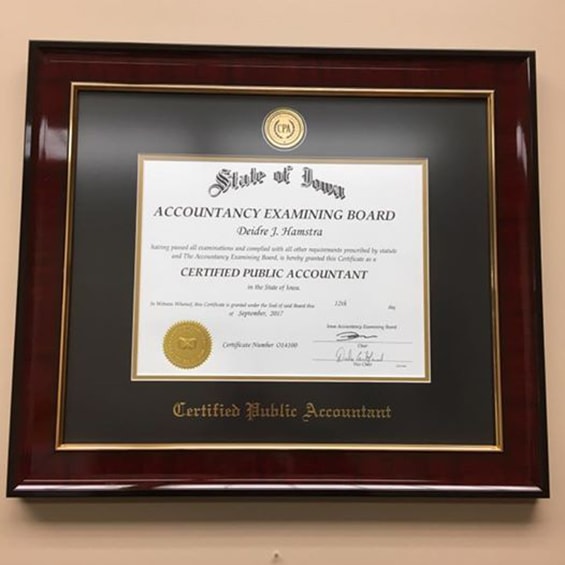 CPA
State of Iowa
ACCOUNTANCY EXAMINING BOARD
Deidre J. Hamstra
having passed all examinations and complied with all other requirements prescribed by statute
and The Accountancy Examining Board, is hereby granted this Certificate as a
CERTIFIED PUBLIC ACCOUNTANT
in the State of Iowa.
In Witness Whereof, this Certificate is granted under the Seal of said Board this 12th day
of September, 2017
Iowa Accountancy Examining Board
Chair
Certificate Number O14100
Vice Chair
Certified Public Accountant